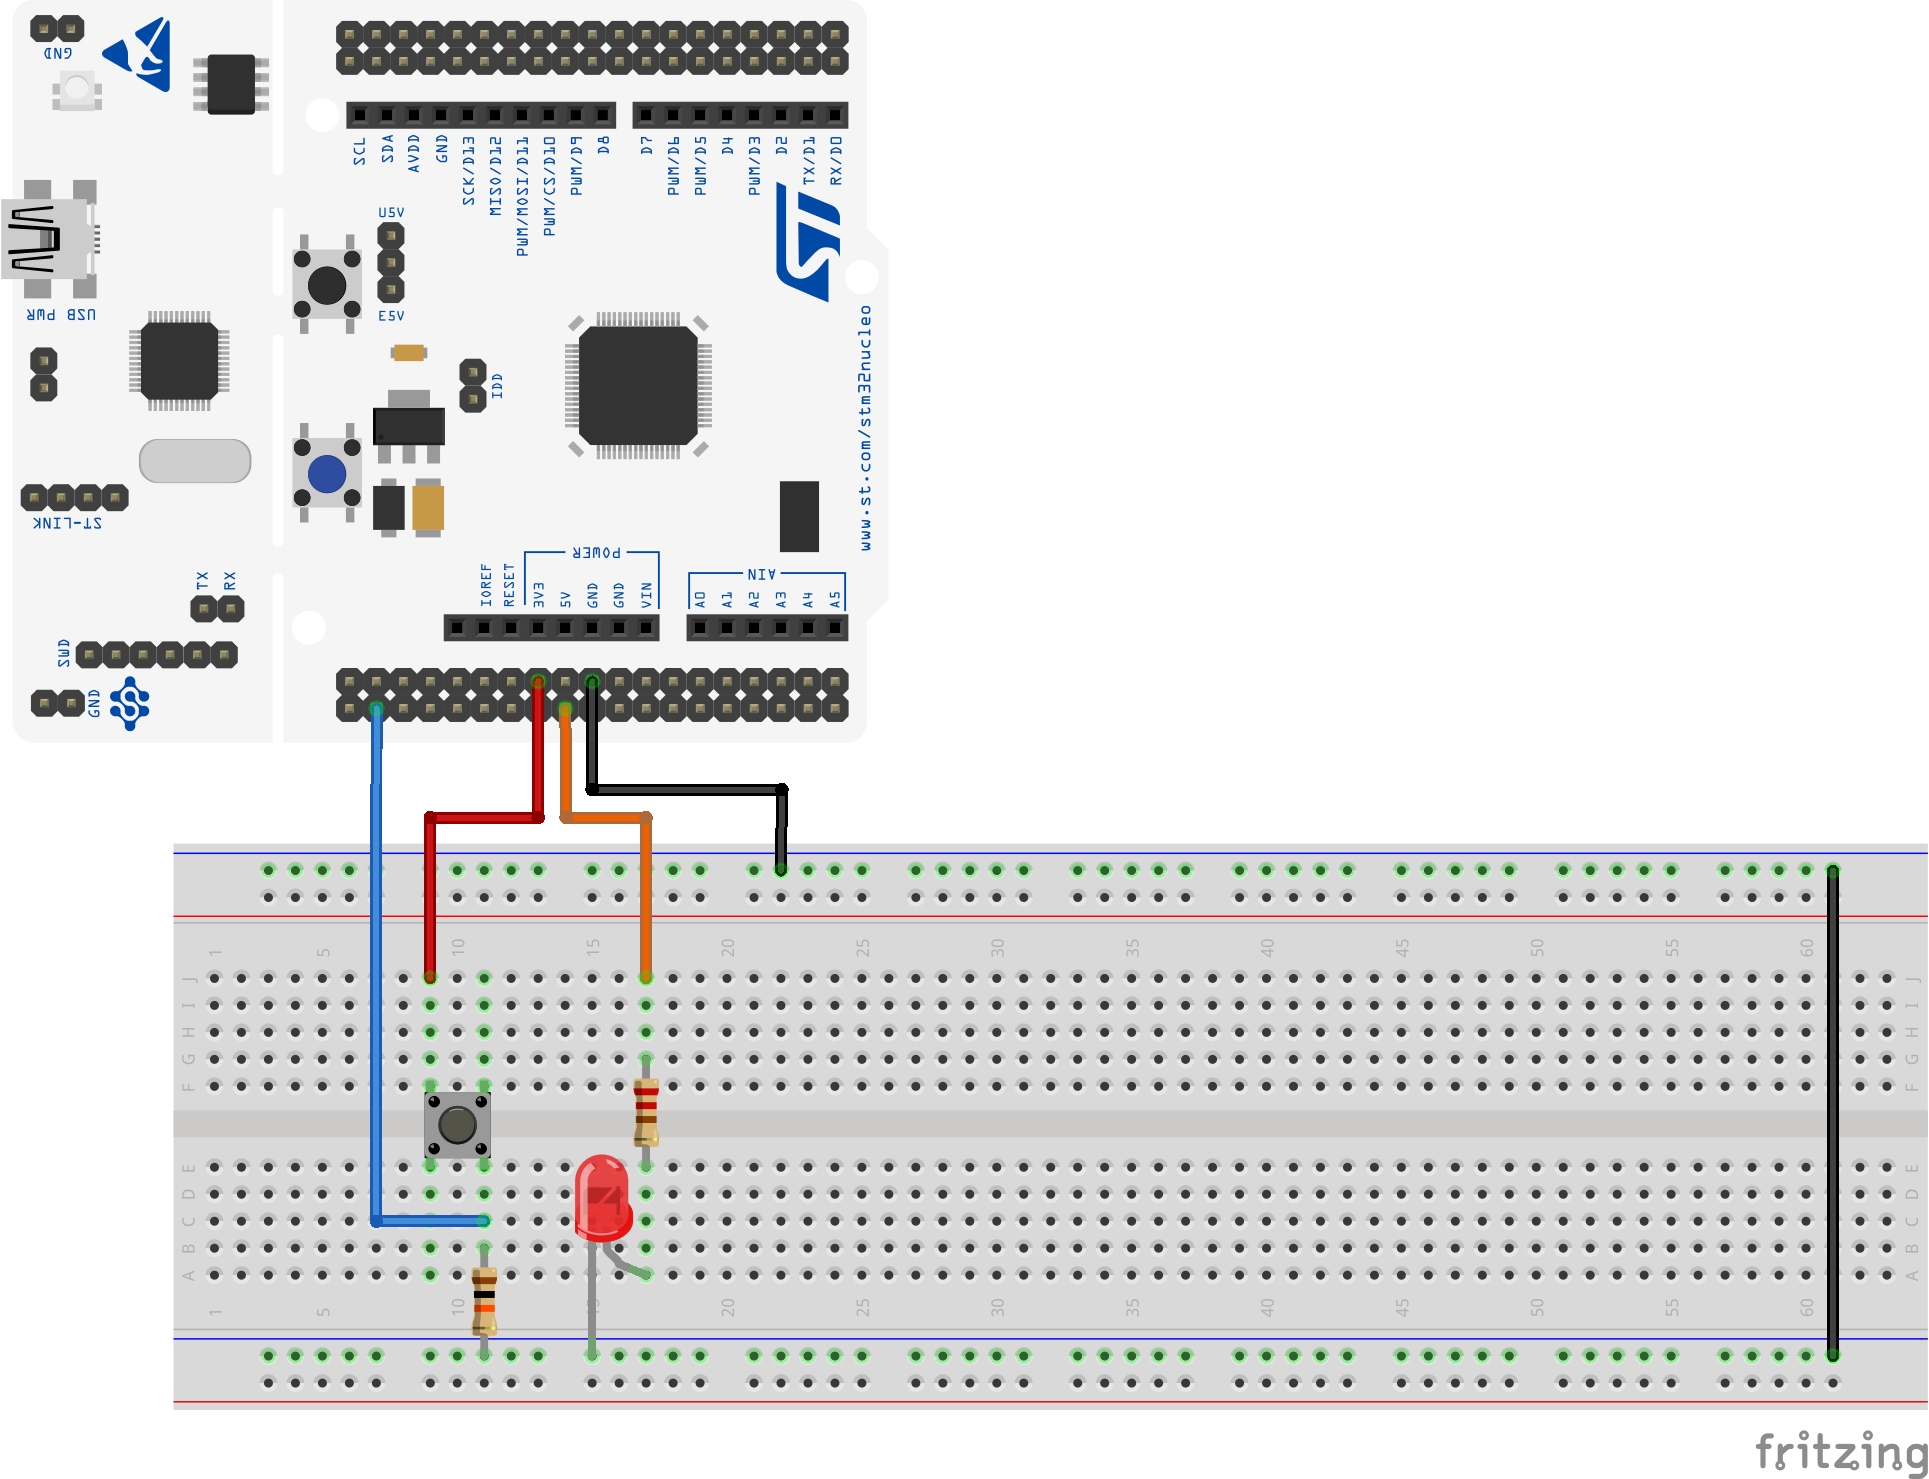 GND
SCL
SDA
AVDD
GND
SCK/D13
MISO/D12
PWM/MOSI/D11
PWM/CS/D10
PWM/D9
D8
D7
PWM/D6
PWM/D5
D4
PWM/D3
D2
TX/D1
RX/D0
U5V
E5V
ST
USB PWR
IDD
www.st.com/stm32nucleo
ST-LINK
TX
RX
SWD
GND
POWER
IOREF
RESET
3V3
5V
GND
GND
VIN
AIN
A0
A1
A2
A3
A4
A5
1 5 10 15 20 25 30 35 40 45 50 55 60
J J
I I
H H
G G
F F
E E
D D
C C
B B
A A
1 5 10 15 20 25 30 35 40 45 50 55 60
fritzing